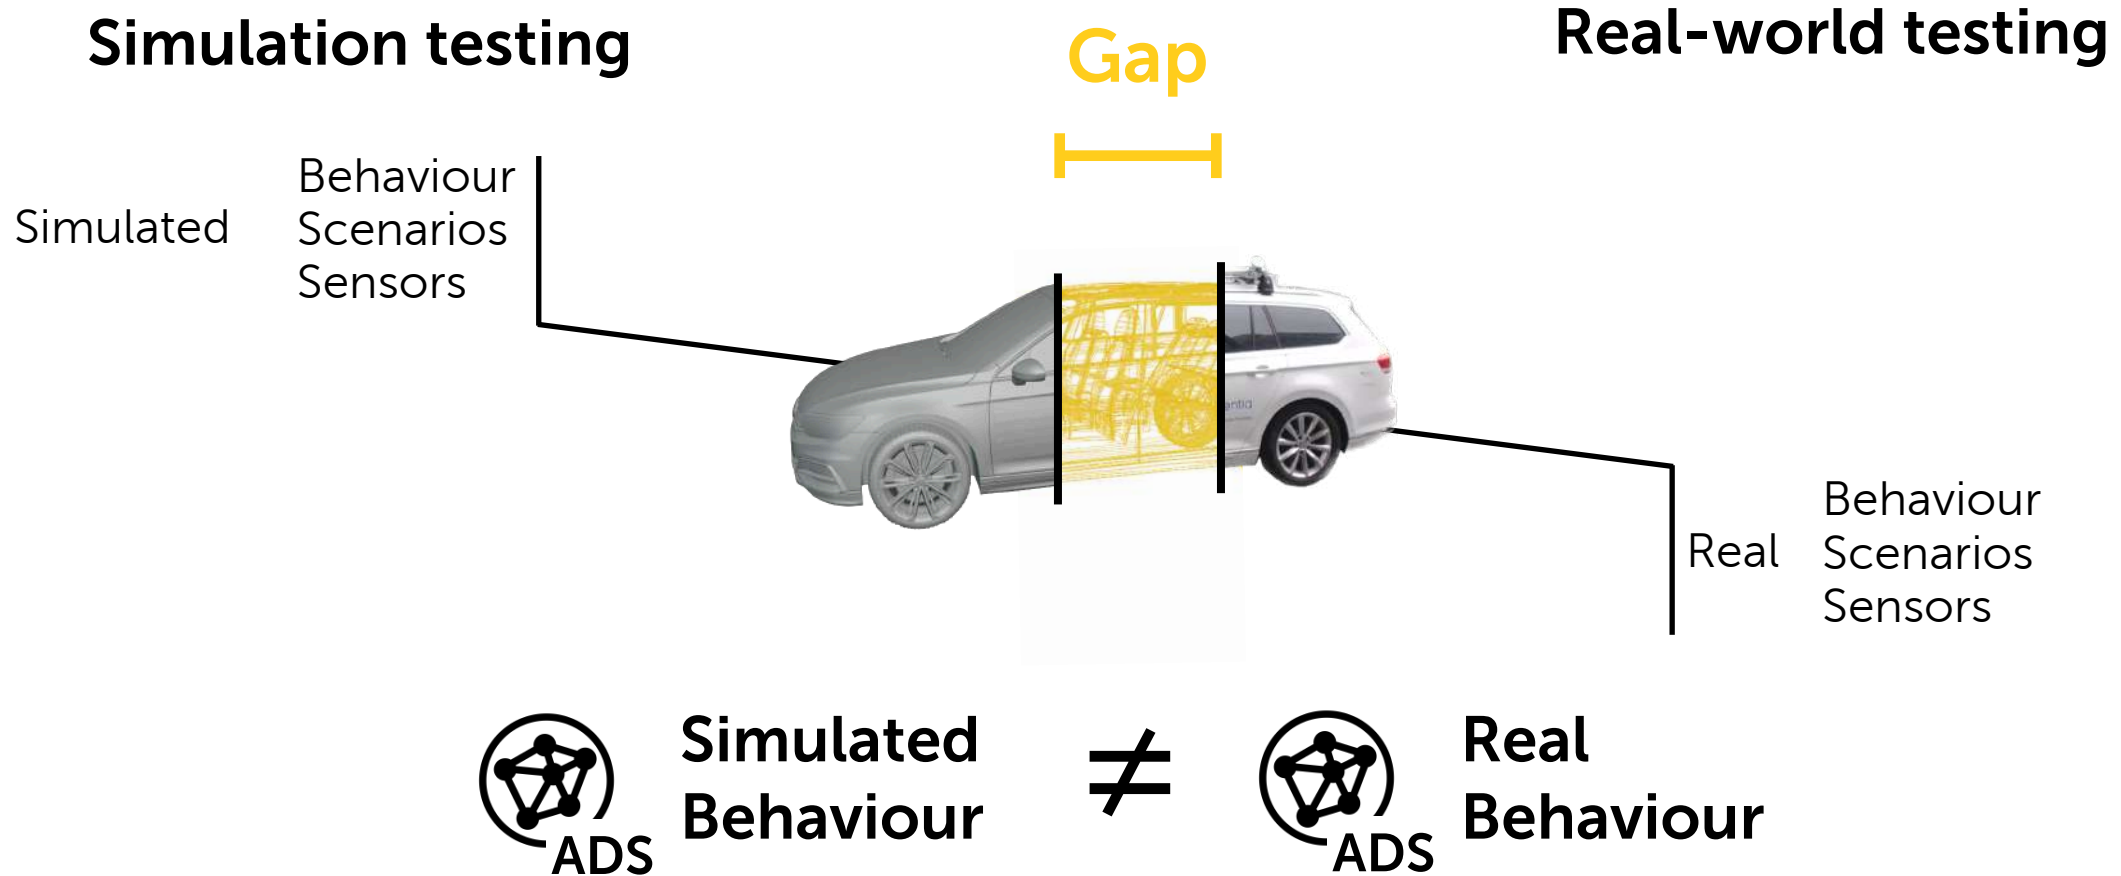 Simulation testing
Gap
Real-world testing
Simulated
Behaviour
Scenarios
Sensors
Real
Behaviour
Scenarios
Sensors
ADS
Simulated
Behaviour
≠
ADS
Real
Behaviour